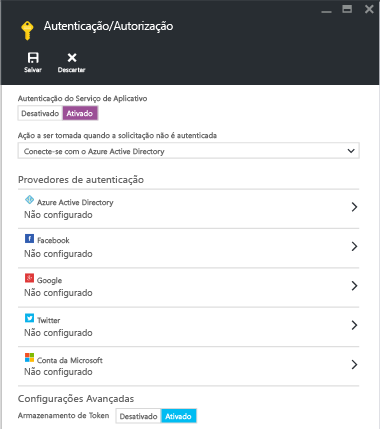 Autenticação/Autorização
Salvar Descartar
Autenticação do Serviço de Aplicativo
Desativado Ativado
Ação a ser tomada quando a solicitação não é autenticada
Conecte-se com o Azure Active Directory
Provedores de autenticação
Azure Active Directory
Não configurado
Facebook
Não configurado
Google
Não configurado
Twitter
Não configurado
Conta da Microsoft
Não configurado
Configurações Avançadas
Armazenamento de Token Desativado Ativado